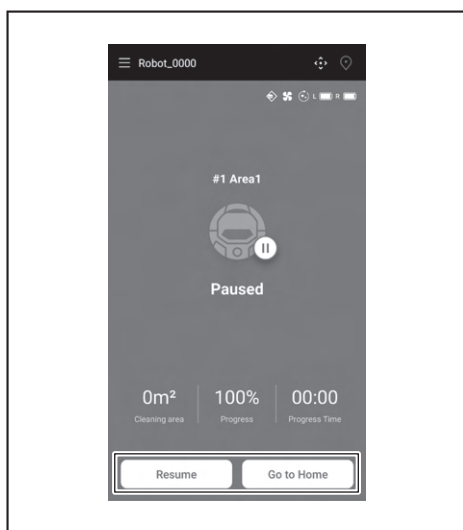 Robot_0000
L R
#1 Area1
Paused
0m² 100% 00:00
Cleaning area Progress Progress Time
Resume Go to Home